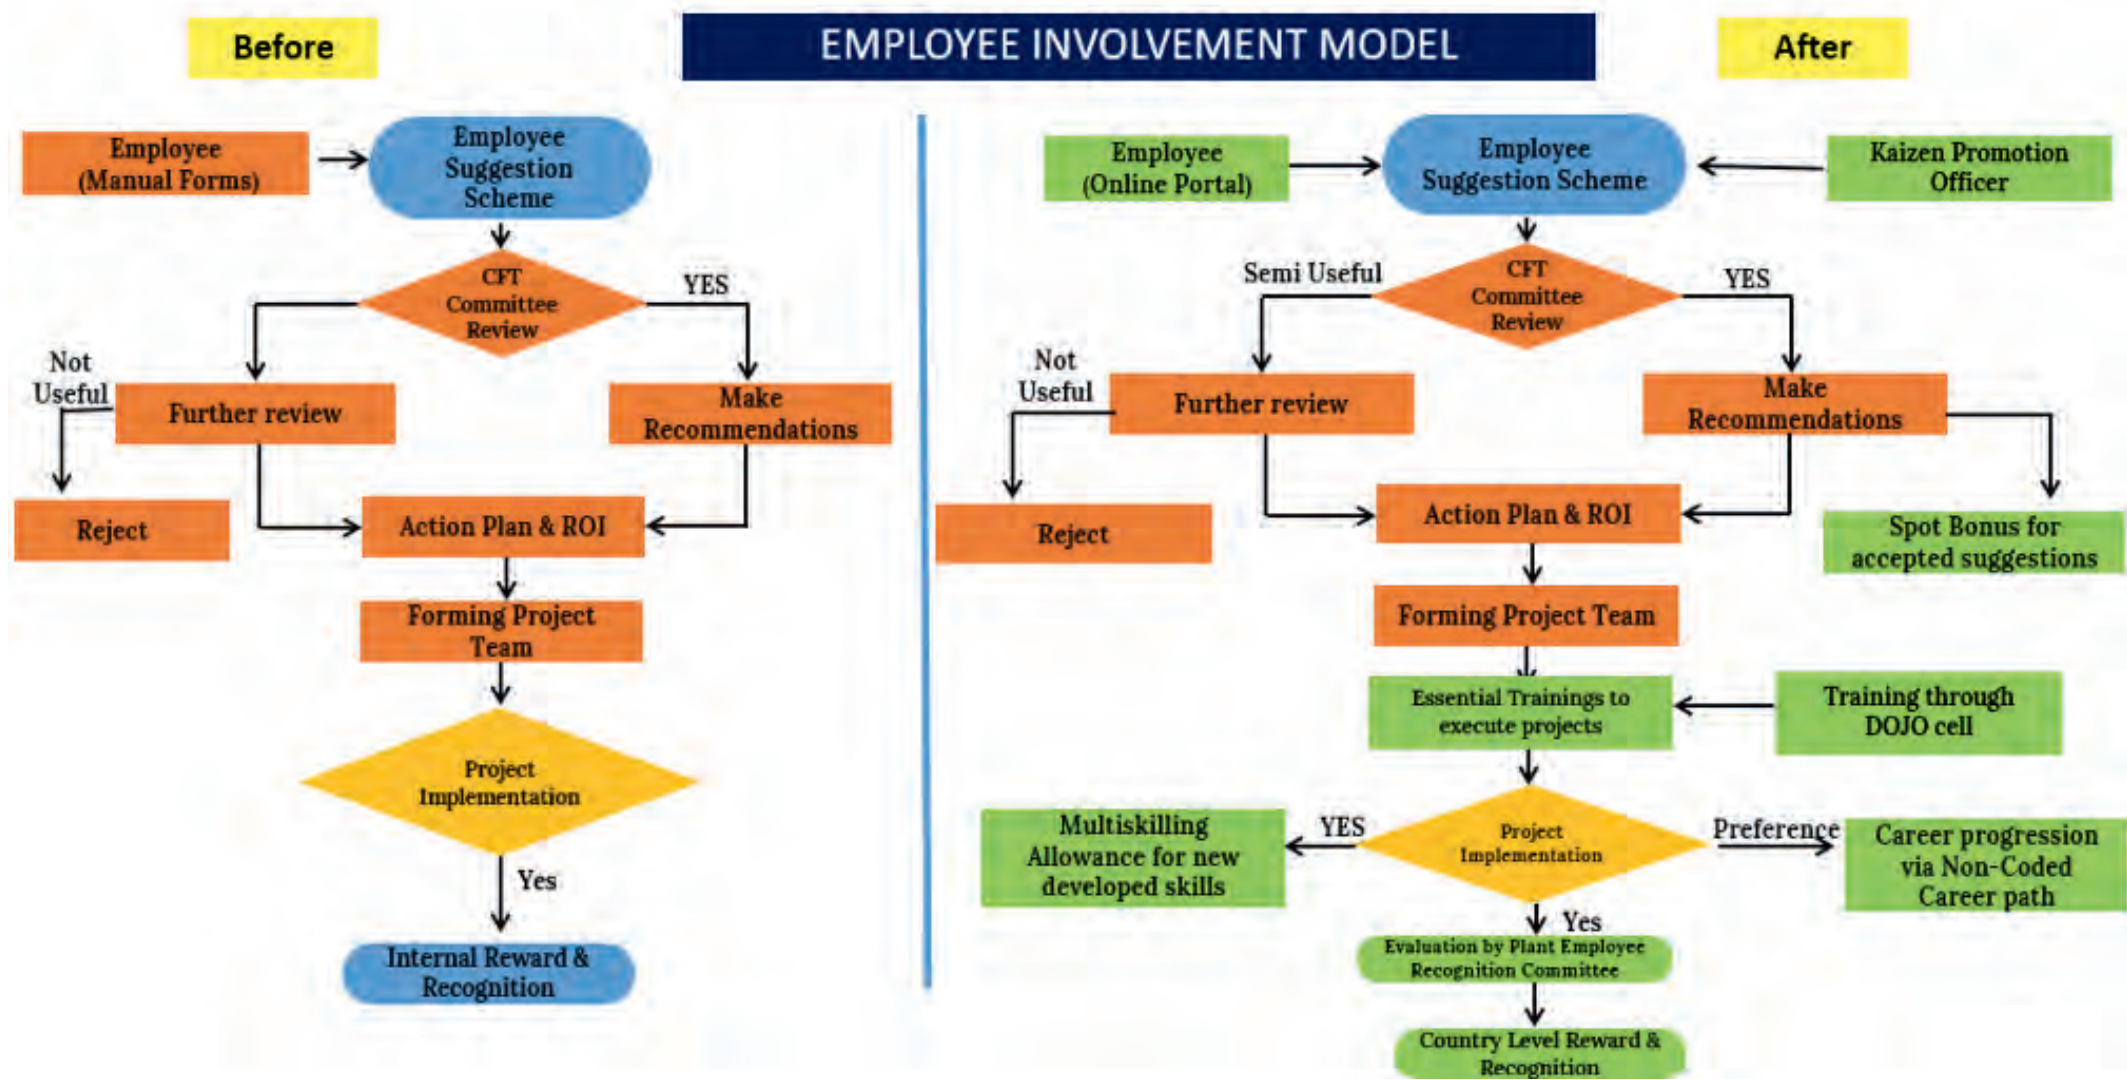 Before
EMPLOYEE INVOLVEMENT MODEL
After
Employee
(Manual Forms)
Employee
Suggestion
Scheme
CFT
Committee
Review
YES
Not
Useful
Further review
Make
Recommendations
Reject
Action Plan & ROI
Forming Project
Team
Project
Implementation
Yes
Internal Reward &
Recognition
Employee
(Online Portal)
Employee
Suggestion Scheme
Kaizen Promotion
Officer
Semi Useful
CFT
Committee
Review
YES
Not
Useful
Further review
Make
Recommendations
Reject
Action Plan & ROI
Spot Bonus for
accepted suggestions
Forming Project Team
Essential Trainings to
execute projects
Training through
DOJO cell
Multiskilling
Allowance for new
developed skills
YES
Project
Implementation
Preference
Career progression
via Non-Coded
Career path
Yes
Evaluation by Plant Employee
Recognition Committee
Country Level Reward &
Recognition